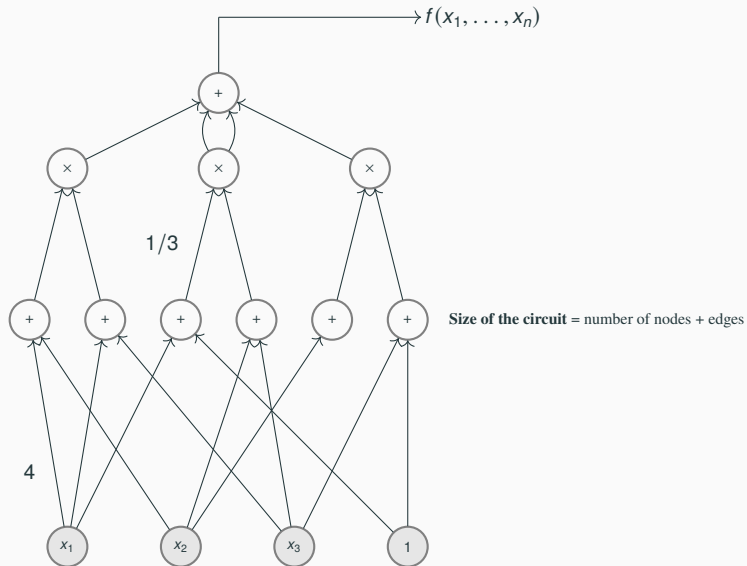 f(x₁, . . . , xₙ)
+
× × ×
1/3
+ + + + + +
Size of the circuit = number of nodes + edges
4
x₁ x₂ x₃ 1